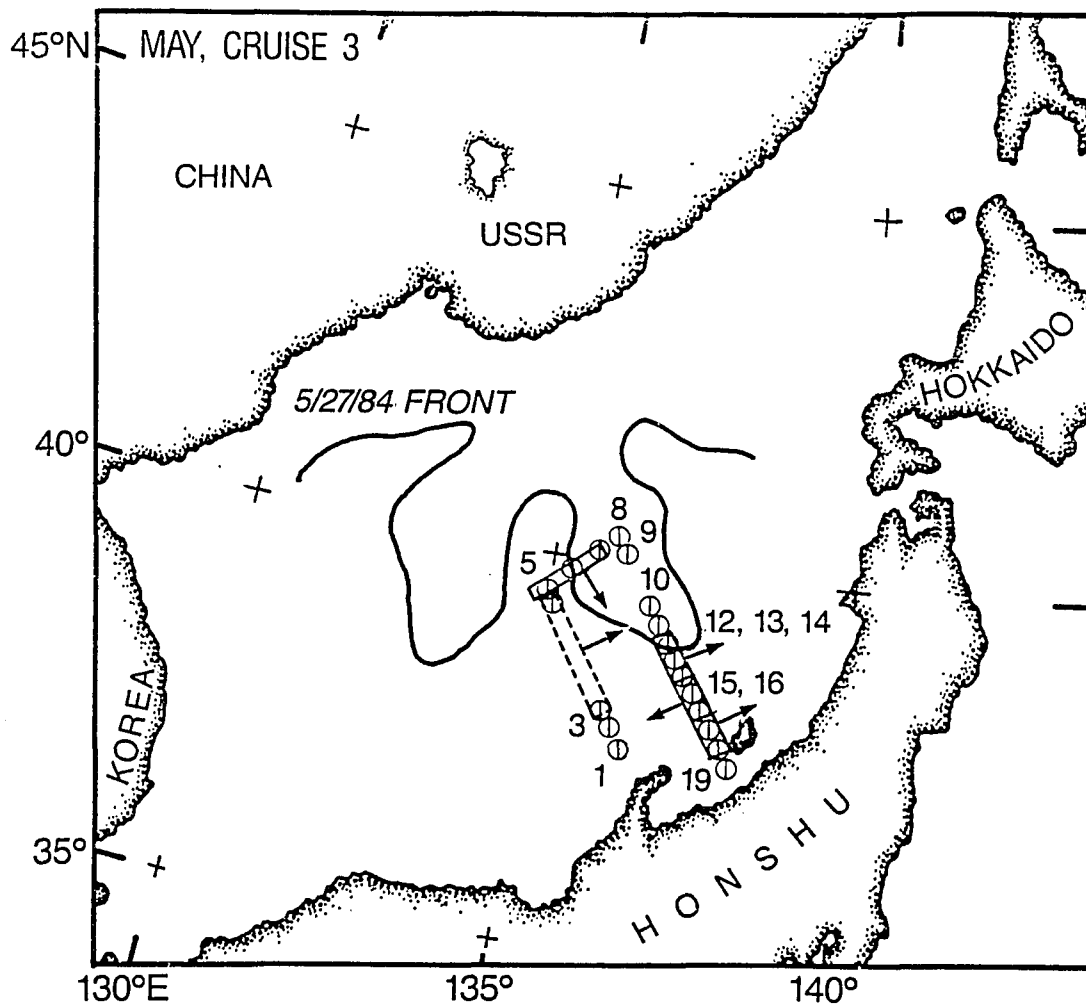 45°N MAY, CRUISE 3
CHINA
USSR
HOKKAIDO
5/27/84 FRONT
40°
8
5
9
10
12, 13, 14
15, 16
3
1
19
KOREA
35°
HONSHU
130°E 135° 140°